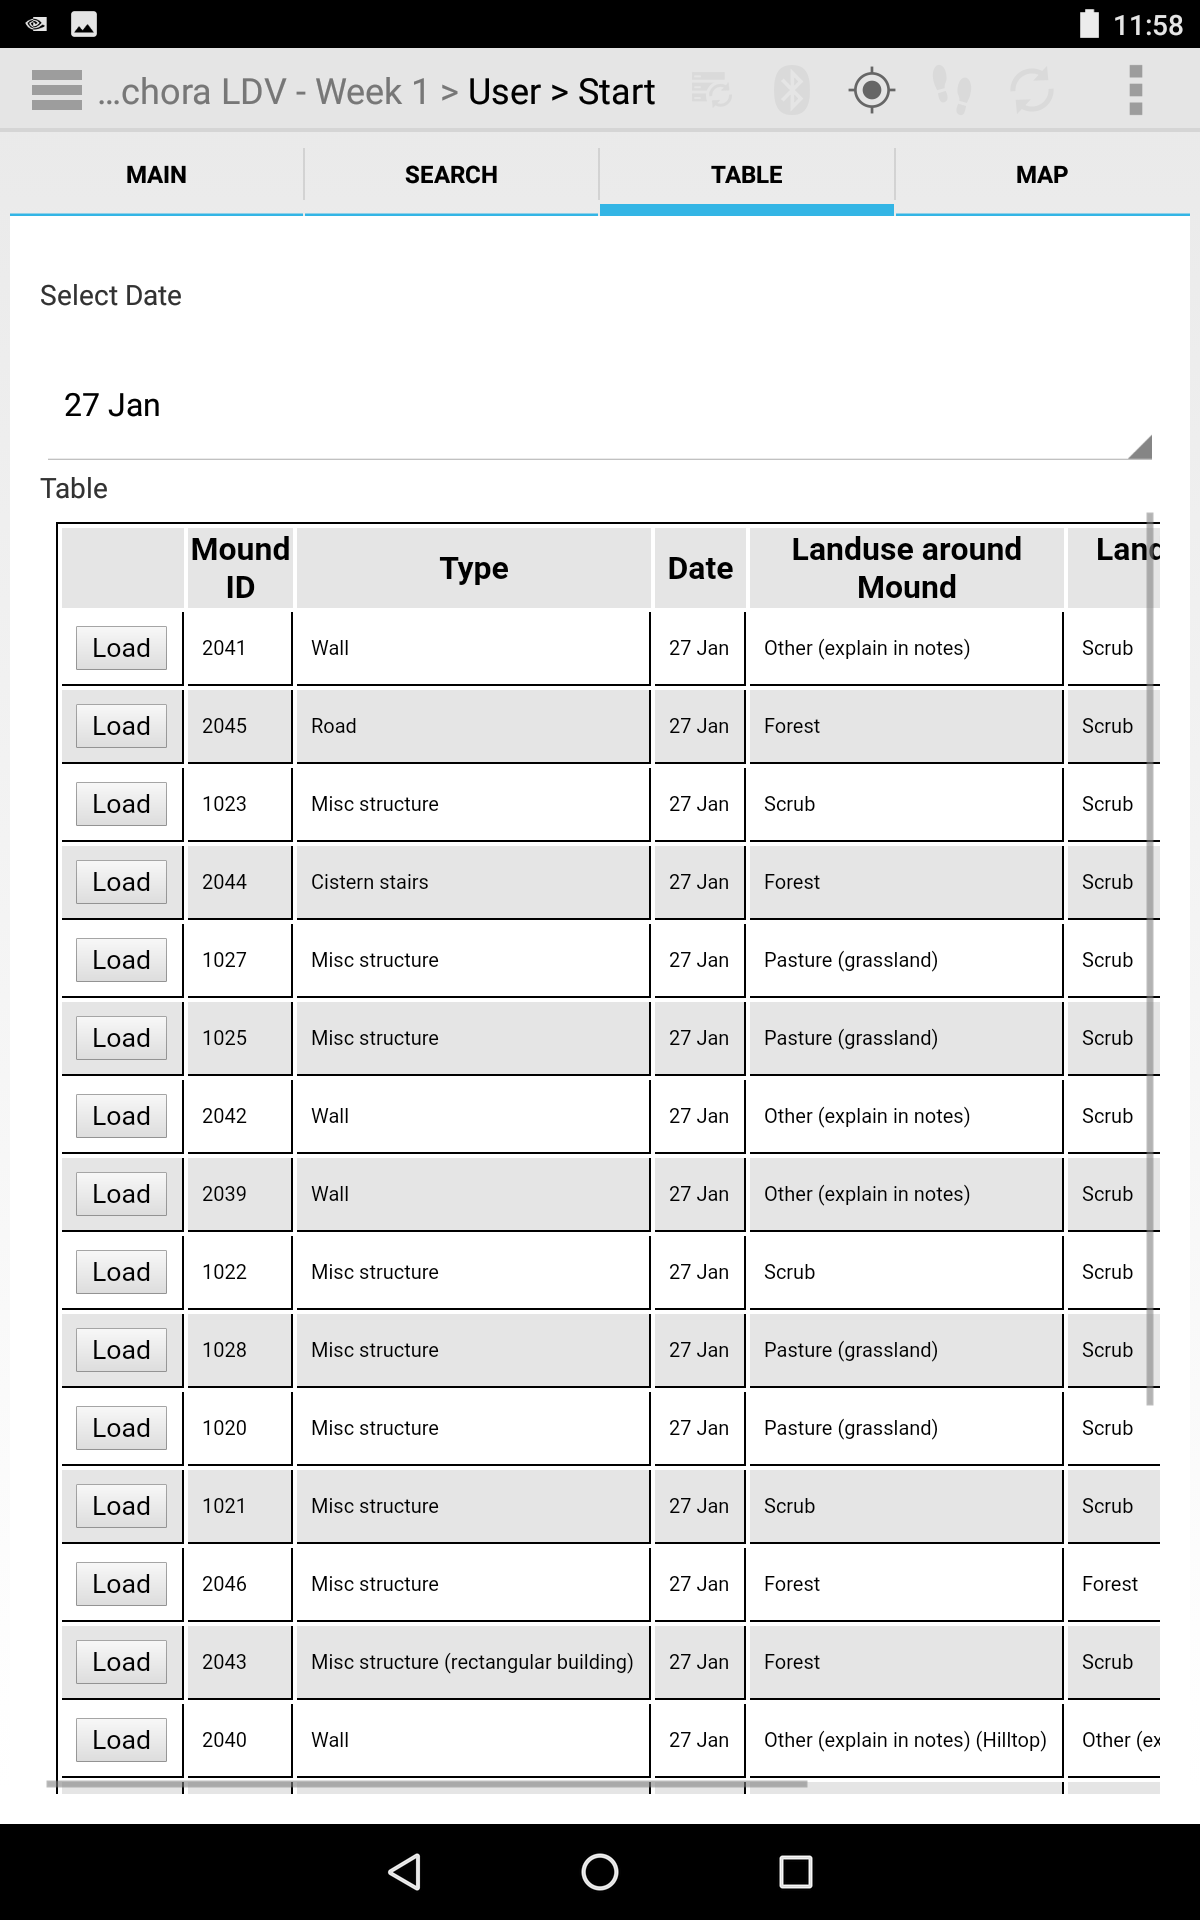 11:58
...chora LDV - Week 1 > User > Start
MAIN SEARCH TABLE MAP
Select Date
27 Jan
Table
Mound ID Type Date Landuse around Mound Land
Load 2041 Wall 27 Jan Other (explain in notes) Scrub
Load 2045 Road 27 Jan Forest Scrub
Load 1023 Misc structure 27 Jan Scrub Scrub
Load 2044 Cistern stairs 27 Jan Forest Scrub
Load 1027 Misc structure 27 Jan Pasture (grassland) Scrub
Load 1025 Misc structure 27 Jan Pasture (grassland) Scrub
Load 2042 Wall 27 Jan Other (explain in notes) Scrub
Load 2039 Wall 27 Jan Other (explain in notes) Scrub
Load 1022 Misc structure 27 Jan Scrub Scrub
Load 1028 Misc structure 27 Jan Pasture (grassland) Scrub
Load 1020 Misc structure 27 Jan Pasture (grassland) Scrub
Load 1021 Misc structure 27 Jan Scrub Scrub
Load 2046 Misc structure 27 Jan Forest Forest
Load 2043 Misc structure (rectangular building) 27 Jan Forest Scrub
Load 2040 Wall 27 Jan Other (explain in notes) (Hilltop) Other (ex